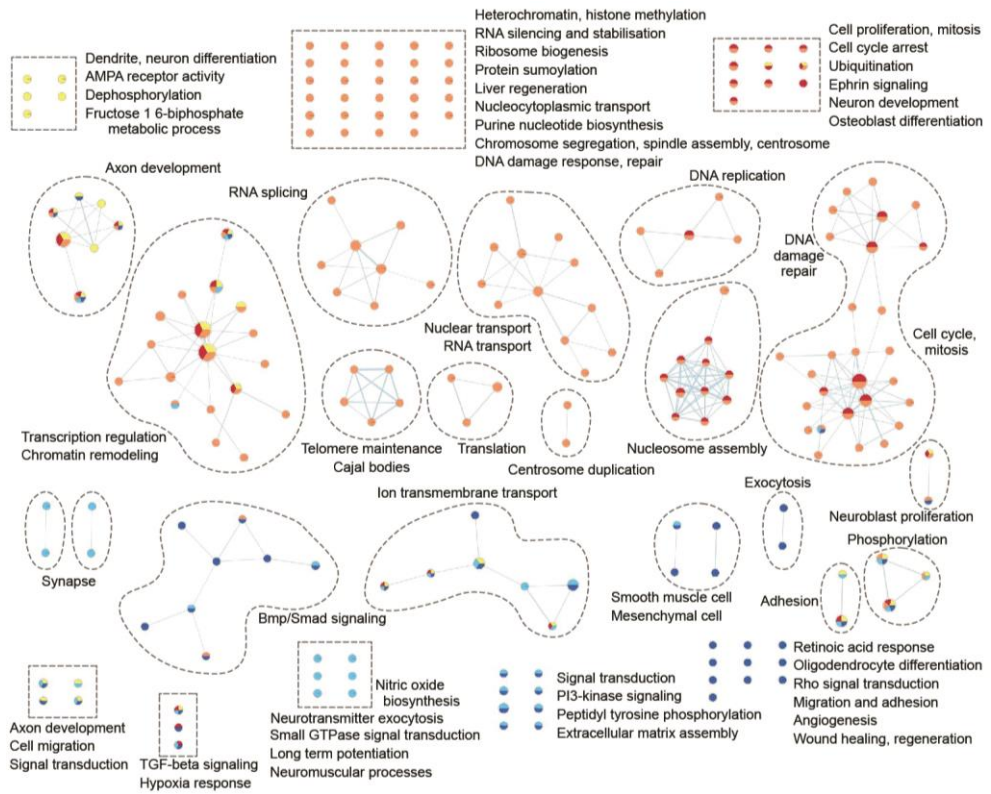 Dendrite, neuron differentiation
AMPA receptor activity
Dephosphorylation
Fructose 1 6-biphosphate
metabolic process
Heterochromatin, histone methylation
RNA silencing and stabilisation
Ribosome biogenesis
Protein sumoylation
Liver regeneration
Nucleocytoplasmic transport
Purine nucleotide biosynthesis
Chromosome segregation, spindle assembly, centrosome
DNA damage response, repair
Cell proliferation, mitosis
Cell cycle arrest
Ubiquitination
Ephrin signaling
Neuron development
Osteoblast differentiation
Axon development
RNA splicing
DNA replication
DNA
damage
repair
Nuclear transport
RNA transport
Cell cycle,
mitosis
Transcription regulation
Chromatin remodeling
Telomere maintenance
Cajal bodies
Translation
Centrosome duplication
Nucleosome assembly
Ion transmembrane transport
Exocytosis
Neuroblast proliferation
Phosphorylation
Synapse
Bmp/Smad signaling
Smooth muscle cell
Mesenchymal cell
Adhesion
Axon development
Cell migration
Signal transduction
TGF-beta signaling
Hypoxia response
Nitric oxide
biosynthesis
Neurotransmitter exocytosis
Small GTPase signal transduction
Long term potentiation
Neuromuscular processes
Signal transduction
PI3-kinase signaling
Peptidyl tyrosine phosphorylation
Extracellular matrix assembly
Retinoic acid response
Oligodendrocyte differentiation
Rho signal transduction
Migration and adhesion
Angiogenesis
Wound healing, regeneration